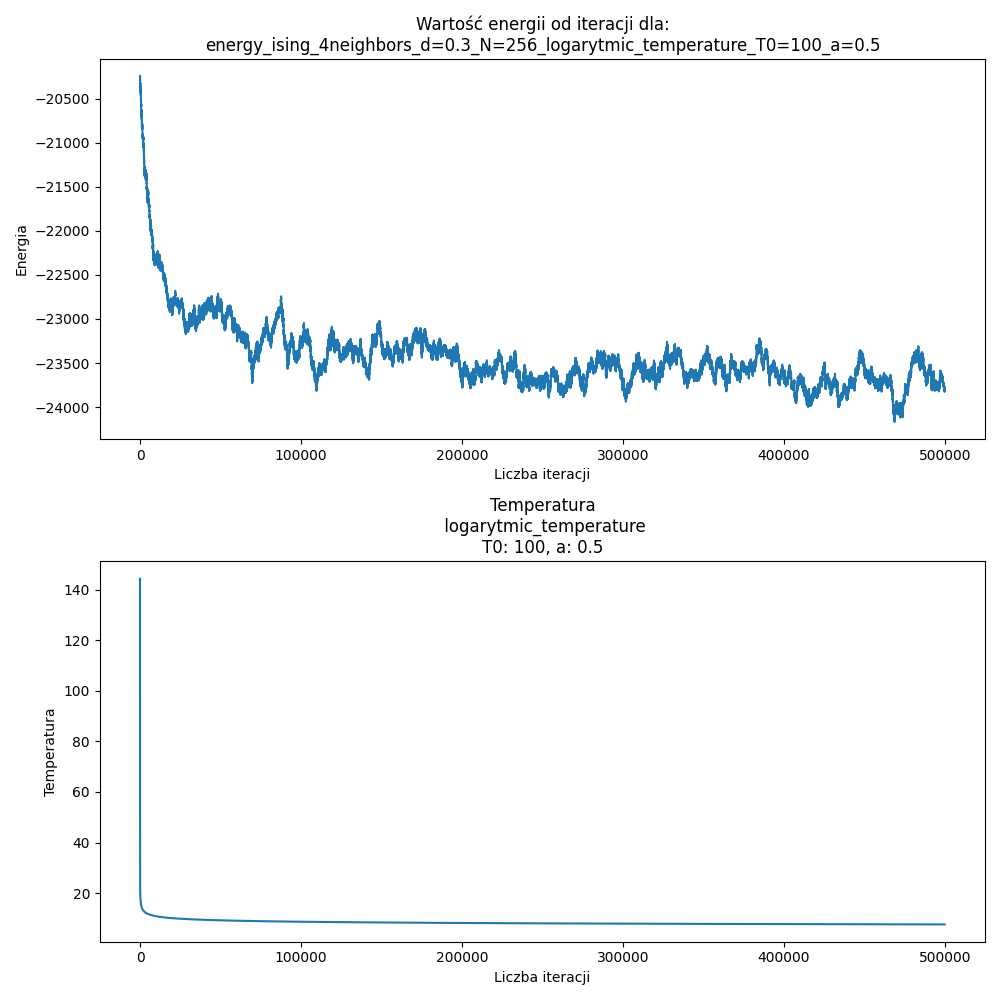 Wartość energii od iteracji dla:
energy_ising_4neighbors_d=0.3_N=256_logarytmic_temperature_T0=100_a=0.5
−20500
−21000
−21500
−22000
−22500
−23000
−23500
−24000
Energia
0 100000 200000 300000 400000 500000
Liczba iteracji
Temperatura
logarytmic_temperature
T0: 100, a: 0.5
140
120
100
80
60
40
20
Temperatura
0 100000 200000 300000 400000 500000
Liczba iteracji